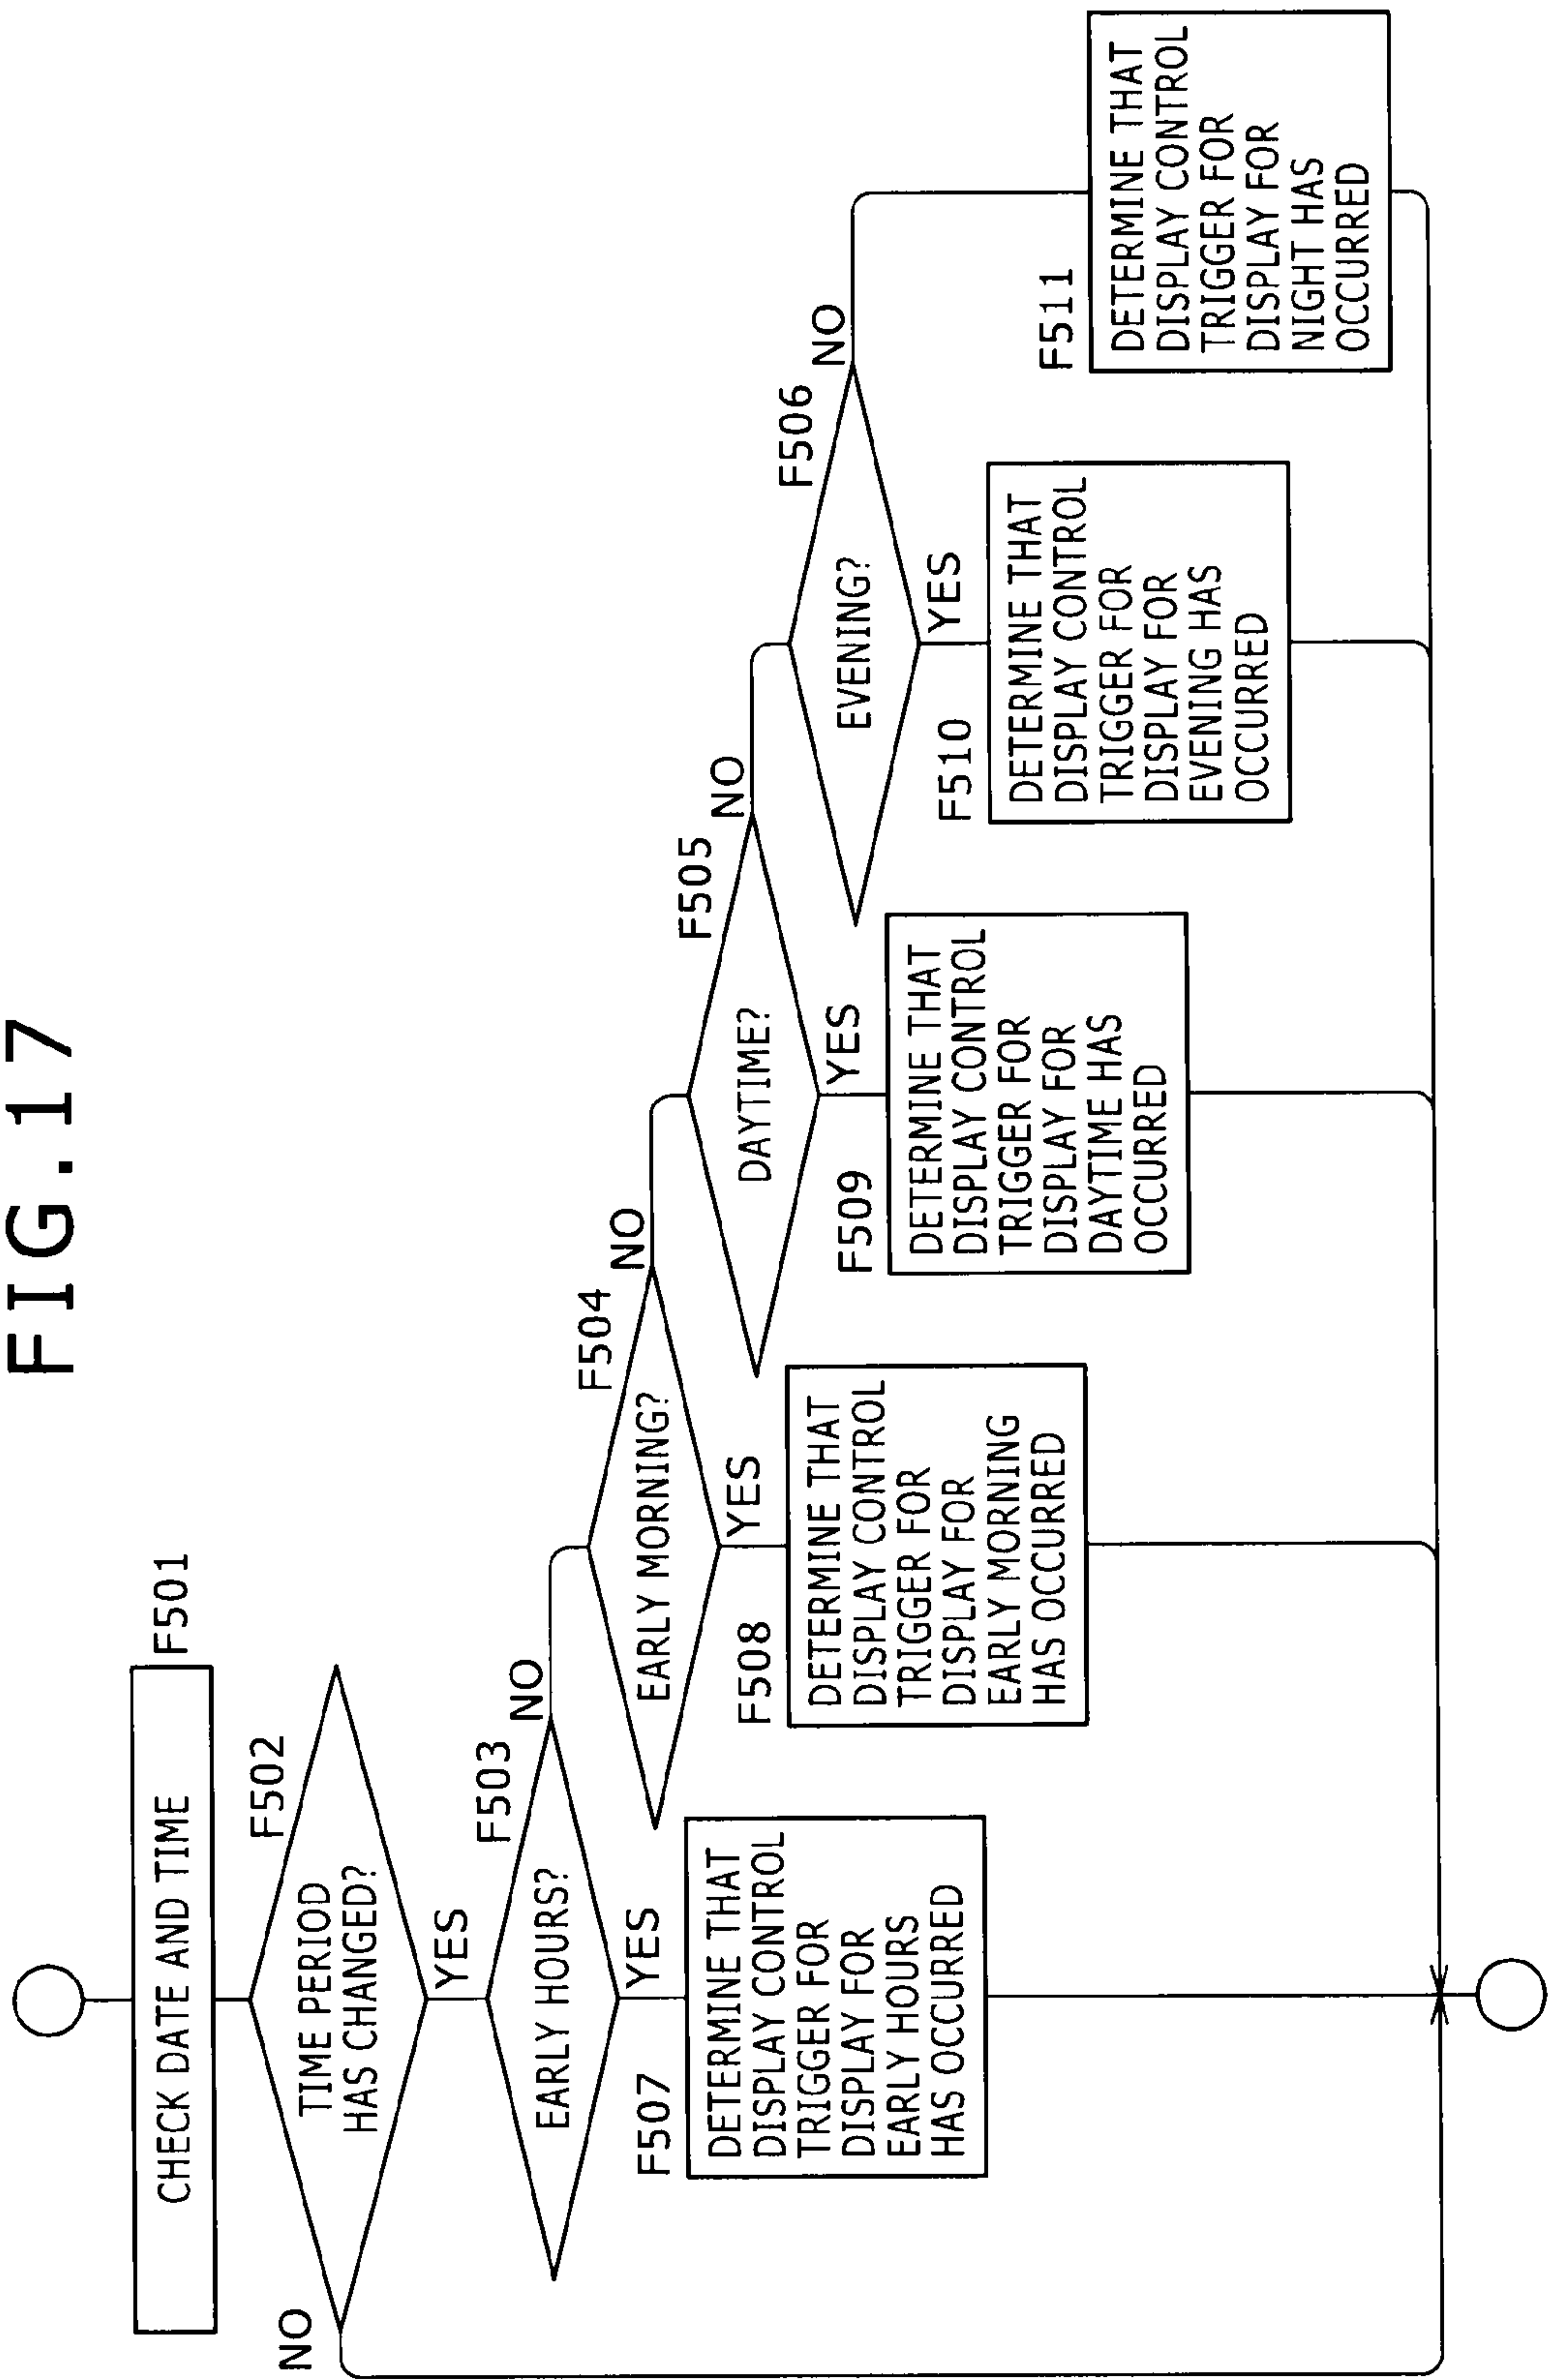 FIG.17
CHECK DATE AND TIME
F501
F502
TIME PERIOD
HAS CHANGED?
NO
YES
F503
EARLY HOURS?
NO
YES
F504
EARLY MORNING?
NO
YES
F505
DAYTIME?
NO
YES
F506
EVENING?
NO
YES
F507
DETERMINE THAT
DISPLAY CONTROL
TRIGGER FOR
DISPLAY FOR
EARLY HOURS
HAS OCCURRED
F508
DETERMINE THAT
DISPLAY CONTROL
TRIGGER FOR
DISPLAY FOR
EARLY MORNING
HAS OCCURRED
F509
DETERMINE THAT
DISPLAY CONTROL
TRIGGER FOR
DISPLAY FOR
DAYTIME HAS
OCCURRED
F510
DETERMINE THAT
DISPLAY CONTROL
TRIGGER FOR
DISPLAY FOR
EVENING HAS
OCCURRED
F511
DETERMINE THAT
DISPLAY CONTROL
TRIGGER FOR
DISPLAY FOR
NIGHT HAS
OCCURRED